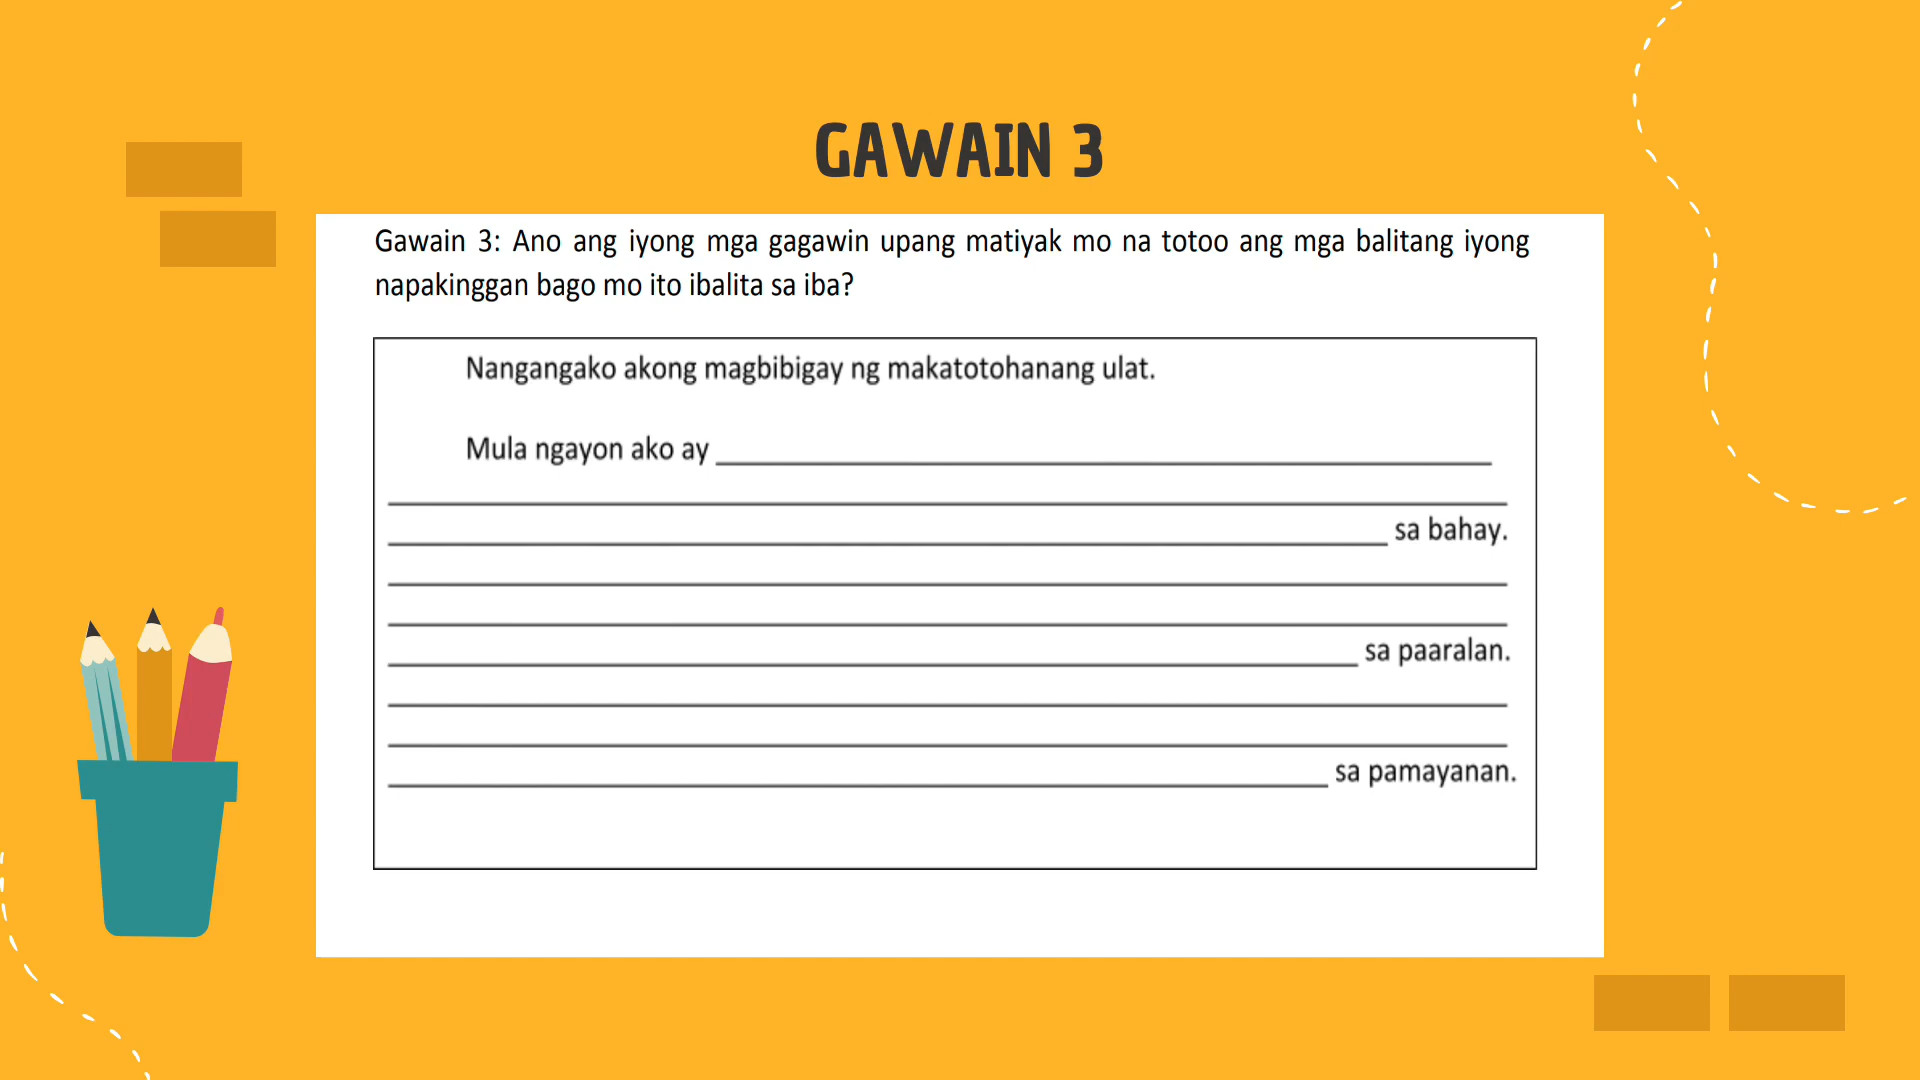 GAWAIN 3
Gawain 3: Ano ang iyong mga gagawin upang matiyak mo na totoo ang mga balitang iyong
napakinggan bago mo ito ibalita sa iba?
Nangangako akong magbibigay ng makatotohanang ulat.
Mula ngayon ako ay
sa bahay.
sa paaralan.
sa pamayanan.